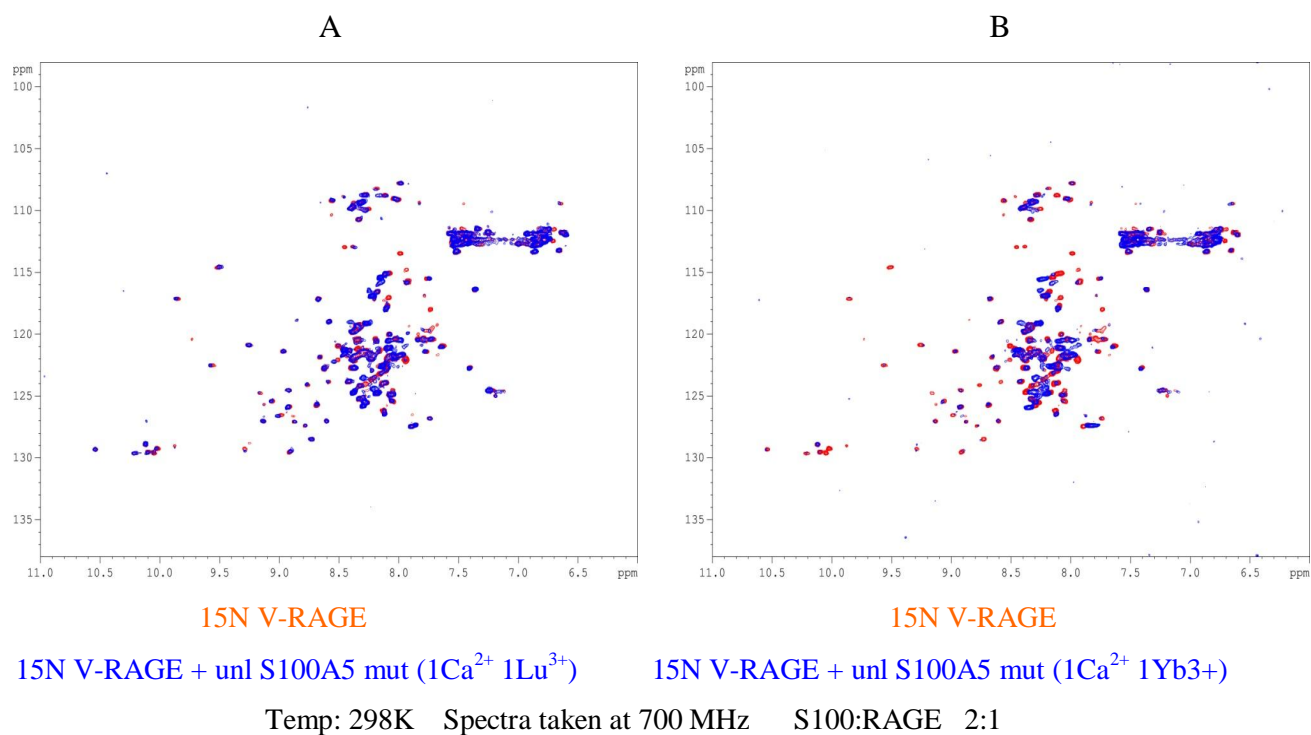 A B
ppm ppm
100 100
105 105
110 110
115 115
120 120
125 125
130 130
135 135
11.0 10.5 10.0 9.5 9.0 8.5 8.0 7.5 7.0 6.5 ppm 11.0 10.5 10.0 9.5 9.0 8.5 8.0 7.5 7.0 6.5 ppm
15N V-RAGE 15N V-RAGE
15N V-RAGE + unl S100A5 mut (1Ca²⁺ 1Lu³⁺) 15N V-RAGE + unl S100A5 mut (1Ca²⁺ 1Yb3+)
Temp: 298K Spectra taken at 700 MHz S100:RAGE 2:1